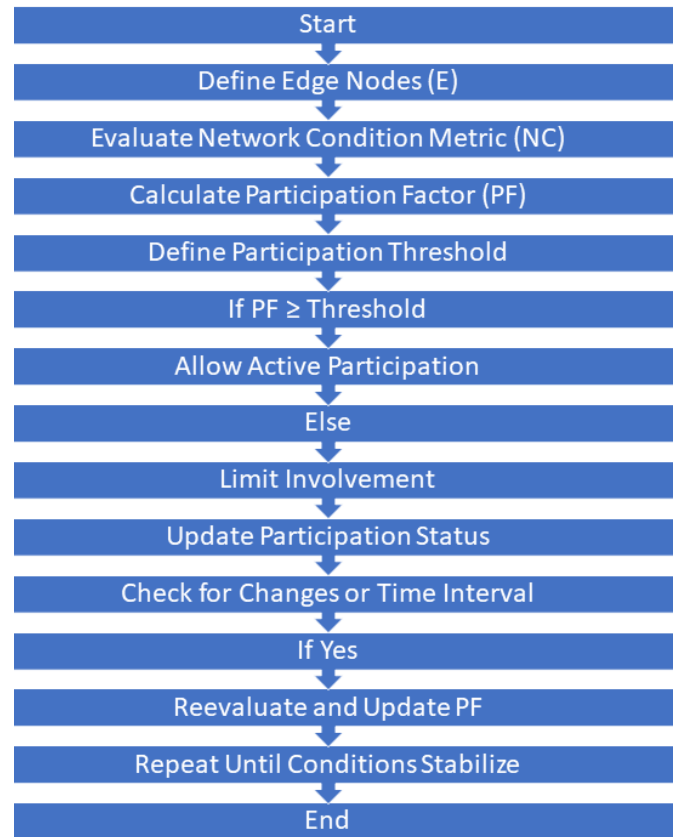 Start
Define Edge Nodes (E)
Evaluate Network Condition Metric (NC)
Calculate Participation Factor (PF)
Define Participation Threshold
If PF ≥ Threshold
Allow Active Participation
Else
Limit Involvement
Update Participation Status
Check for Changes or Time Interval
If Yes
Reevaluate and Update PF
Repeat Until Conditions Stabilize
End